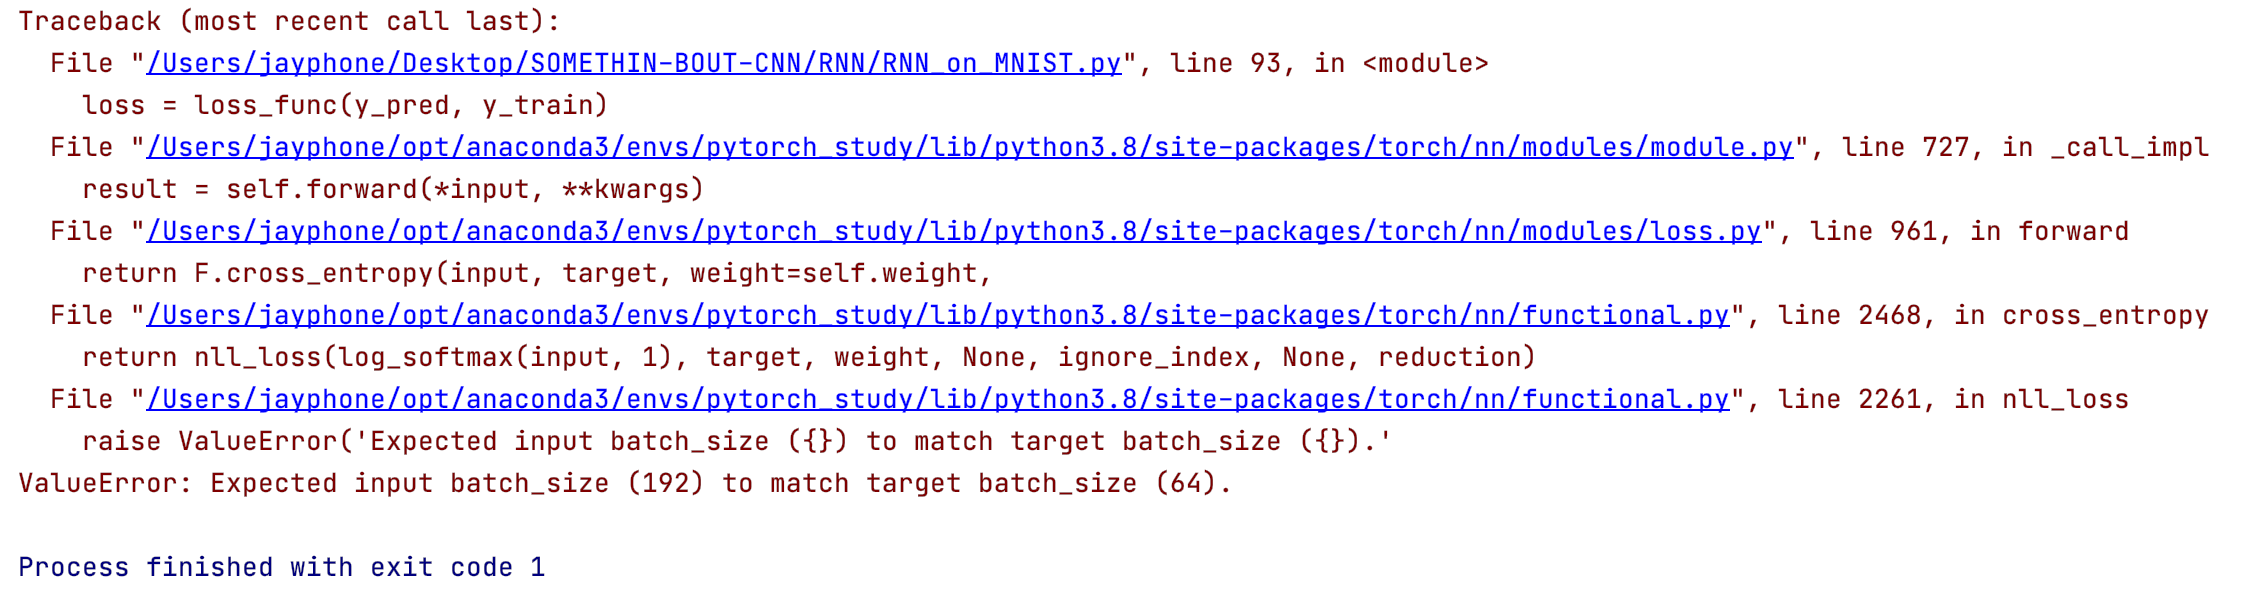 Traceback (most recent call last):
  File "/Users/jayphone/Desktop/SOMETHIN-BOUT-CNN/RNN/RNN_on_MNIST.py", line 93, in <module>
    loss = loss_func(y_pred, y_train)
  File "/Users/jayphone/opt/anaconda3/envs/pytorch_study/lib/python3.8/site-packages/torch/nn/modules/module.py", line 727, in _call_impl
    result = self.forward(*input, **kwargs)
  File "/Users/jayphone/opt/anaconda3/envs/pytorch_study/lib/python3.8/site-packages/torch/nn/modules/loss.py", line 961, in forward
    return F.cross_entropy(input, target, weight=self.weight,
  File "/Users/jayphone/opt/anaconda3/envs/pytorch_study/lib/python3.8/site-packages/torch/nn/functional.py", line 2468, in cross_entropy
    return nll_loss(log_softmax(input, 1), target, weight, None, ignore_index, None, reduction)
  File "/Users/jayphone/opt/anaconda3/envs/pytorch_study/lib/python3.8/site-packages/torch/nn/functional.py", line 2261, in nll_loss
    raise ValueError('Expected input batch_size ({}) to match target batch_size ({}).'
ValueError: Expected input batch_size (192) to match target batch_size (64).

Process finished with exit code 1